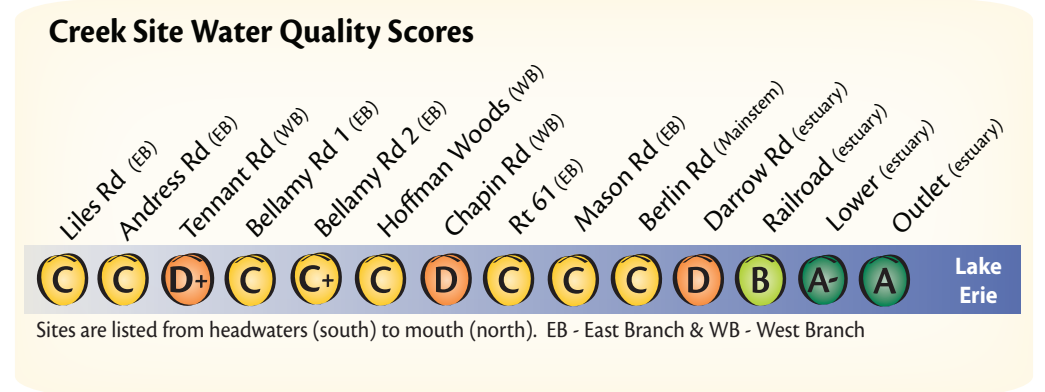 Creek Site Water Quality Scores
Liles Rd (EB)
Andress Rd (EB)
Tennant Rd (WB)
Bellamy Rd 1 (EB)
Bellamy Rd 2 (EB)
Hoffman Woods (WB)
Chapin Rd (WB)
Rt 61 (EB)
Mason Rd (EB)
Berlin Rd (Mainstem)
Darrow Rd (estuary)
Railroad (estuary)
Lower (estuary)
Outlet (estuary)
C C D+ C C+ C D C C C D B A- A
Lake
Erie
Sites are listed from headwaters (south) to mouth (north). EB - East Branch & WB - West Branch